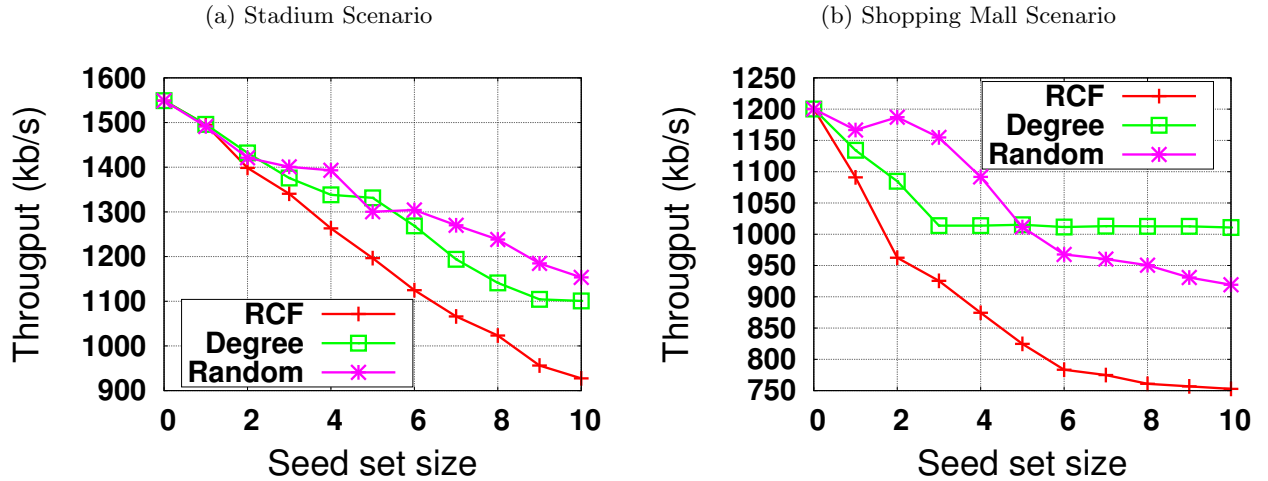 (a) Stadium Scenario
1600
1500
1400
1300
1200
1100
1000
900
Througput (kb/s)
RCF
Degree
Random
0 2 4 6 8 10
Seed set size
(b) Shopping Mall Scenario
1250
1200
1150
1100
1050
1000
950
900
850
800
750
Througput (kb/s)
RCF
Degree
Random
0 2 4 6 8 10
Seed set size